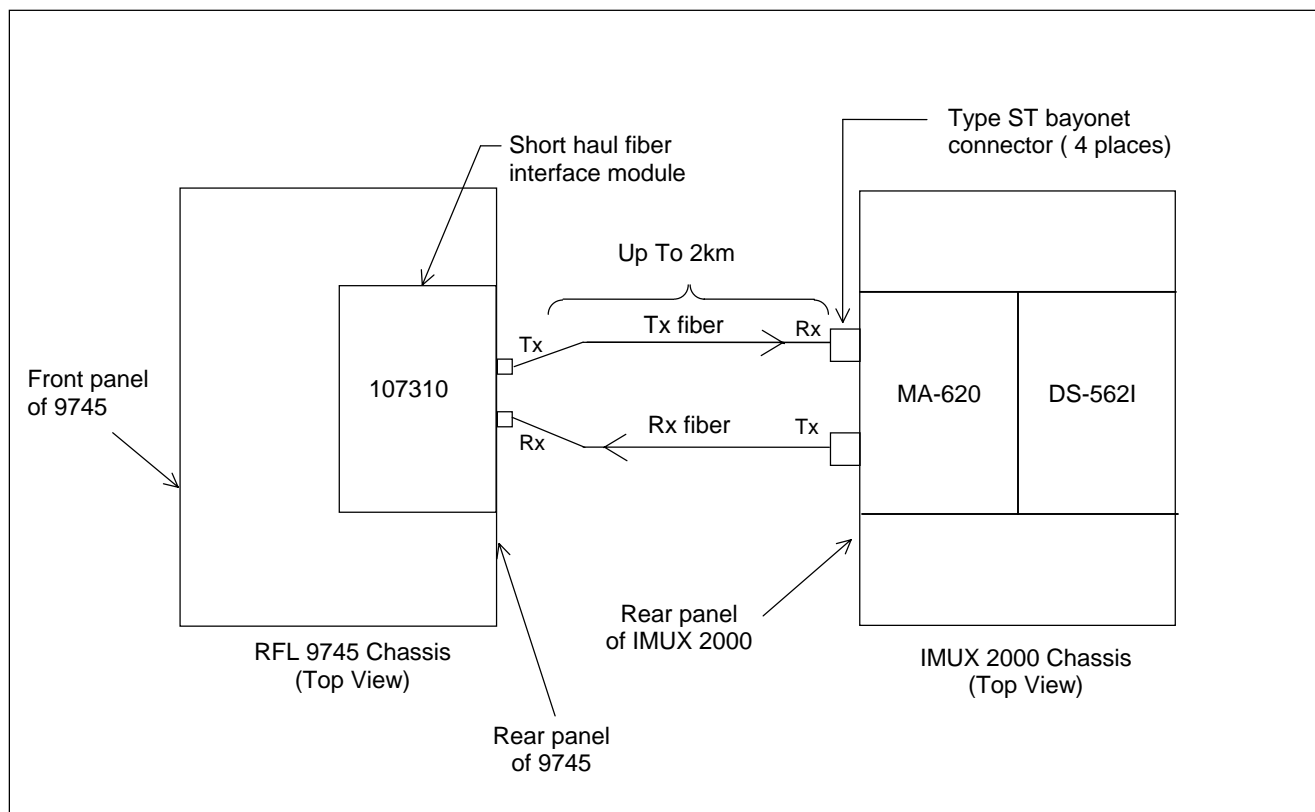 Type ST bayonet
connector ( 4 places)
Short haul fiber
interface module
Up To 2km
Tx fiber
Tx
Rx
Front panel
of 9745
107310
MA-620
DS-562I
Rx fiber
Rx
Tx
Rear panel
of IMUX 2000
RFL 9745 Chassis
(Top View)
IMUX 2000 Chassis
(Top View)
Rear panel
of 9745